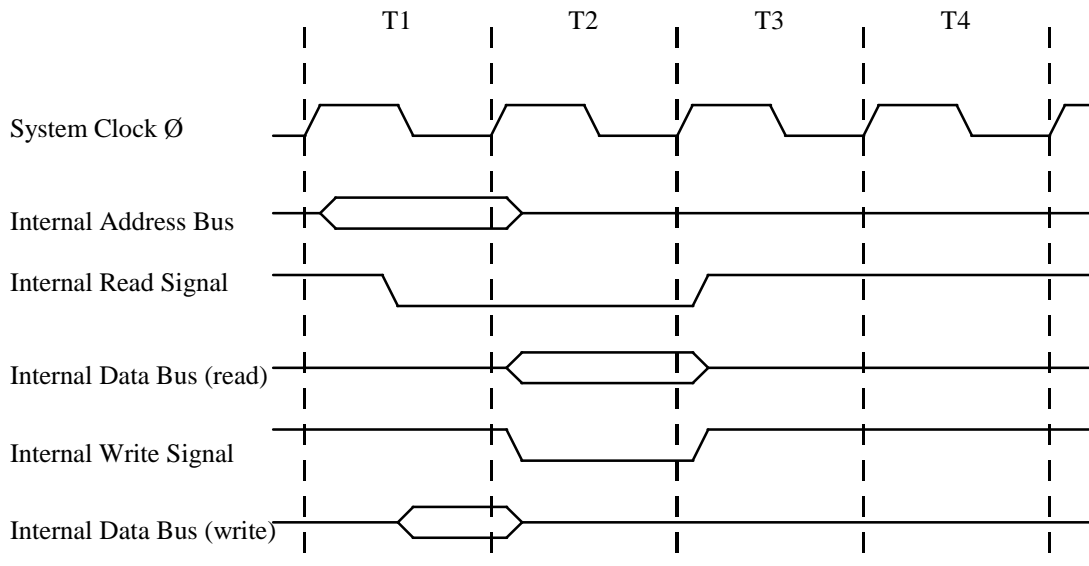 T1 T2 T3 T4
System Clock Ø
Internal Address Bus
Internal Read Signal
Internal Data Bus (read)
Internal Write Signal
Internal Data Bus (write)